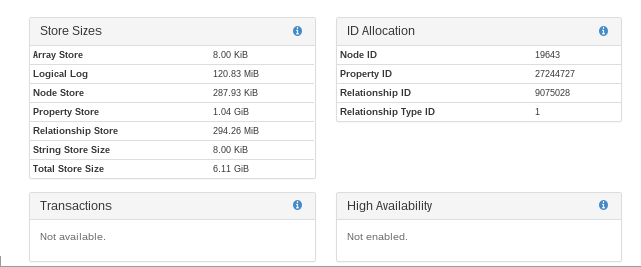 Store Sizes
Array Store 8.00 KiB
Logical Log 120.83 MiB
Node Store 287.93 KiB
Property Store 1.04 GiB
Relationship Store 294.26 MiB
String Store Size 8.00 KiB
Total Store Size 6.11 GiB
ID Allocation
Node ID 19643
Property ID 27244727
Relationship ID 9075028
Relationship Type ID 1
Transactions
Not available.
High Availability
Not enabled.